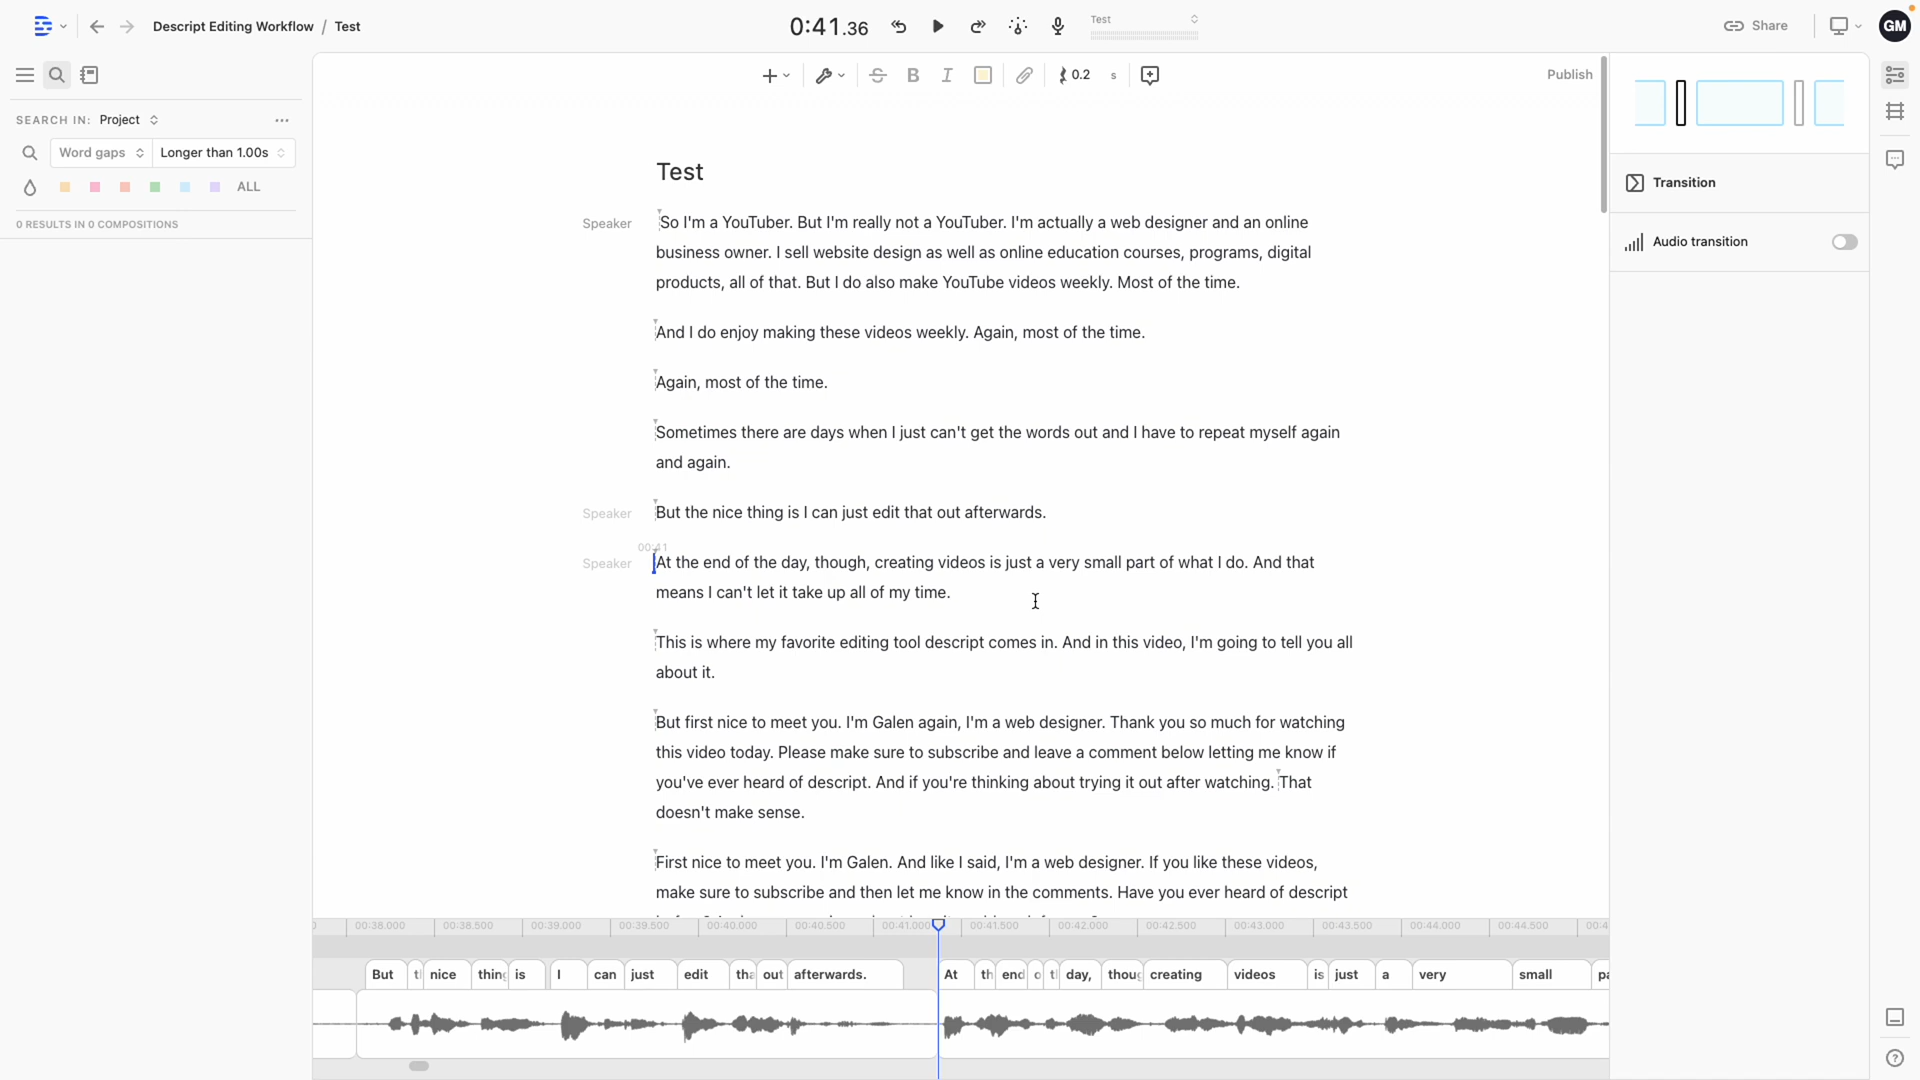 Descript Editing Workflow / Test
0:41.36
Test
Share
GM
0.2 s
Publish
SEARCH IN: Project
Word gaps
Longer than 1.00s
ALL
0 RESULTS IN 0 COMPOSITIONS
Transition
Audio transition
Test
Speaker
So I'm a YouTuber. But I'm really not a YouTuber. I'm actually a web designer and an online
business owner. I sell website design as well as online education courses, programs, digital
products, all of that. But I do also make YouTube videos weekly. Most of the time.
And I do enjoy making these videos weekly. Again, most of the time.
Again, most of the time.
Sometimes there are days when I just can't get the words out and I have to repeat myself again
and again.
Speaker
But the nice thing is I can just edit that out afterwards.
00:41
Speaker
At the end of the day, though, creating videos is just a very small part of what I do. And that
means I can't let it take up all of my time.
This is where my favorite editing tool descript comes in. And in this video, I'm going to tell you all
about it.
But first nice to meet you. I'm Galen again, I'm a web designer. Thank you so much for watching
this video today. Please make sure to subscribe and leave a comment below letting me know if
you've ever heard of descript. And if you're thinking about trying it out after watching. That
doesn't make sense.
First nice to meet you. I'm Galen. And like I said, I'm a web designer. If you like these videos,
make sure to subscribe and then let me know in the comments. Have you ever heard of descript
00:38.000 00:38.500 00:39.000 00:39.500 00:40.000 00:40.500 00:41.000 00:41.500 00:42.000 00:42.500 00:43.000 00:43.500 00:44.000 00:44.500
But nice thing is I can just edit out afterwards. At end day, creating videos is just a very small